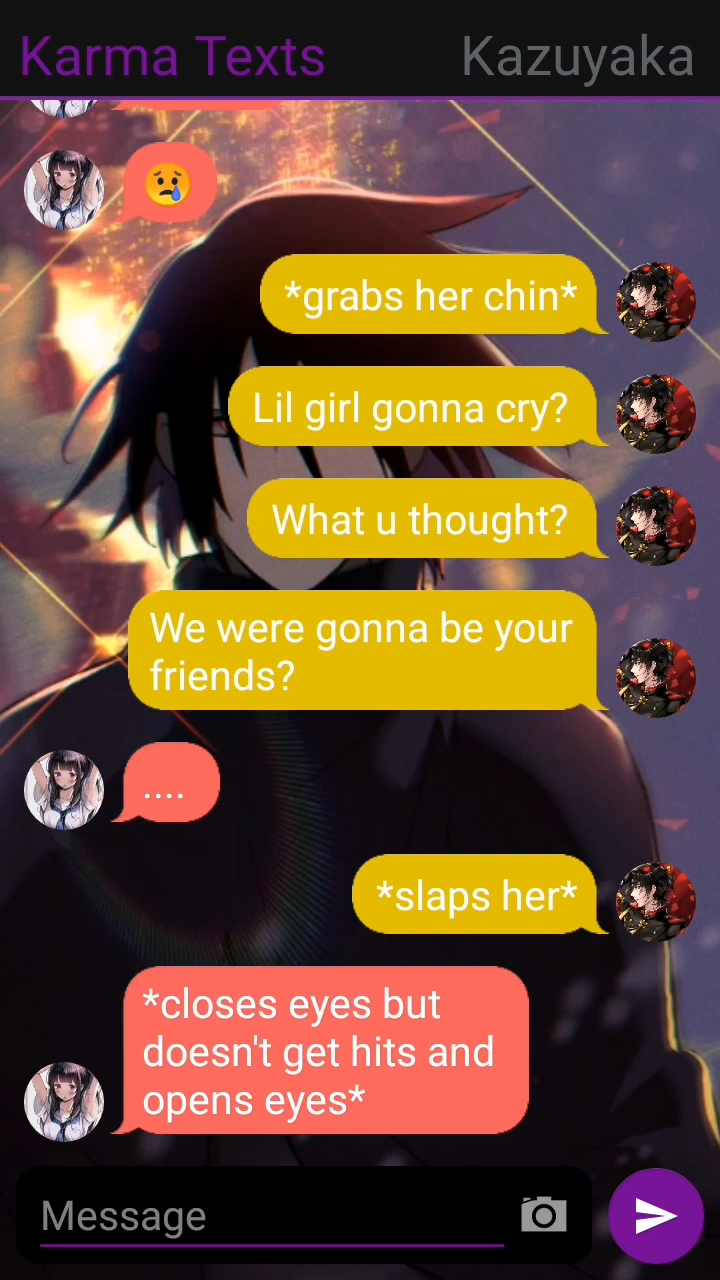 Karma Texts
Kazuyaka
😢
*grabs her chin*
Lil girl gonna cry?
What u thought?
We were gonna be your
friends?
....
*slaps her*
*closes eyes but
doesn't get hits and
opens eyes*
Message